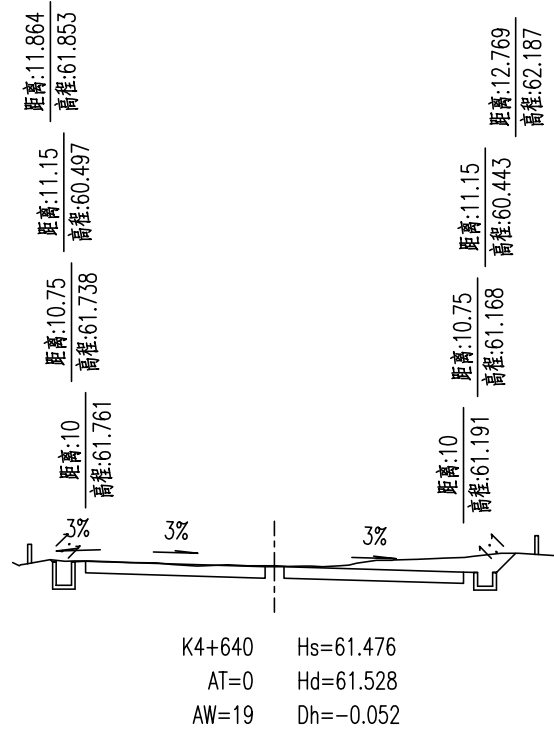 距离:11.864
高程:61.853
距离:12.769
高程:62.187
距离:11.15
高程:60.497
距离:11.15
高程:60.443
距离:10.75
高程:61.738
距离:10.75
高程:61.168
距离:10
高程:61.761
距离:10
高程:61.191
1:1
3%
3%
3%
1:1
K4+640 Hs=61.476
AT=0 Hd=61.528
AW=19 Dh=-0.052